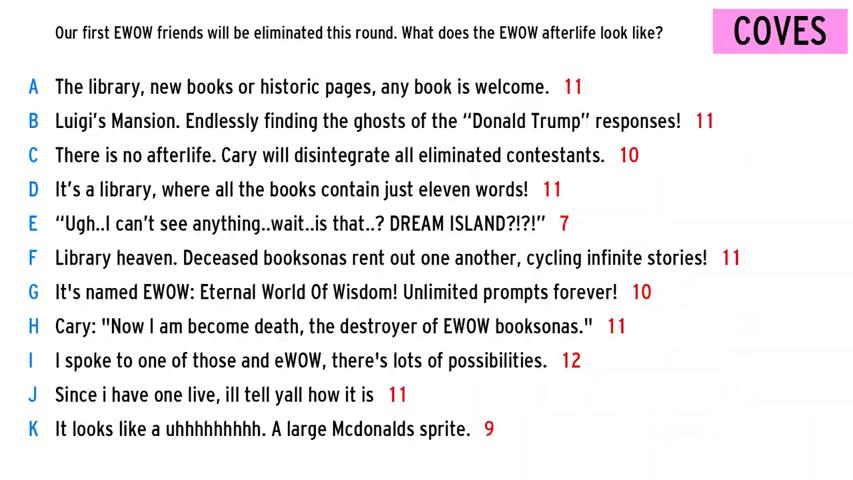 Our first EWOW friends will be eliminated this round. What does the EWOW afterlife look like?
COVES
A The library, new books or historic pages, any book is welcome. 11
B Luigi's Mansion. Endlessly finding the ghosts of the “Donald Trump” responses! 11
C There is no afterlife. Cary will disintegrate all eliminated contestants. 10
D It's a library, where all the books contain just eleven words! 11
E “Ugh..I can't see anything..wait..is that..? DREAM ISLAND?!?!” 7
F Library heaven. Deceased booksonas rent out one another, cycling infinite stories! 11
G It's named EWOW: Eternal World Of Wisdom! Unlimited prompts forever! 10
H Cary: "Now I am become death, the destroyer of EWOW booksonas." 11
I I spoke to one of those and eWOW, there's lots of possibilities. 12
J Since i have one live, ill tell yall how it is 11
K It looks like a uhhhhhhhhh. A large Mcdonalds sprite. 9